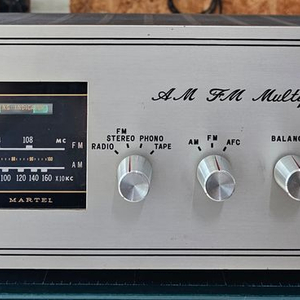 AM FM Multip
INDICATOR
108 MC FM
AM
100 120 140 160 X10KC
MARTEL
FM
STEREO PHONO
RADIO TAPE
FM
AM AFC
BALANC